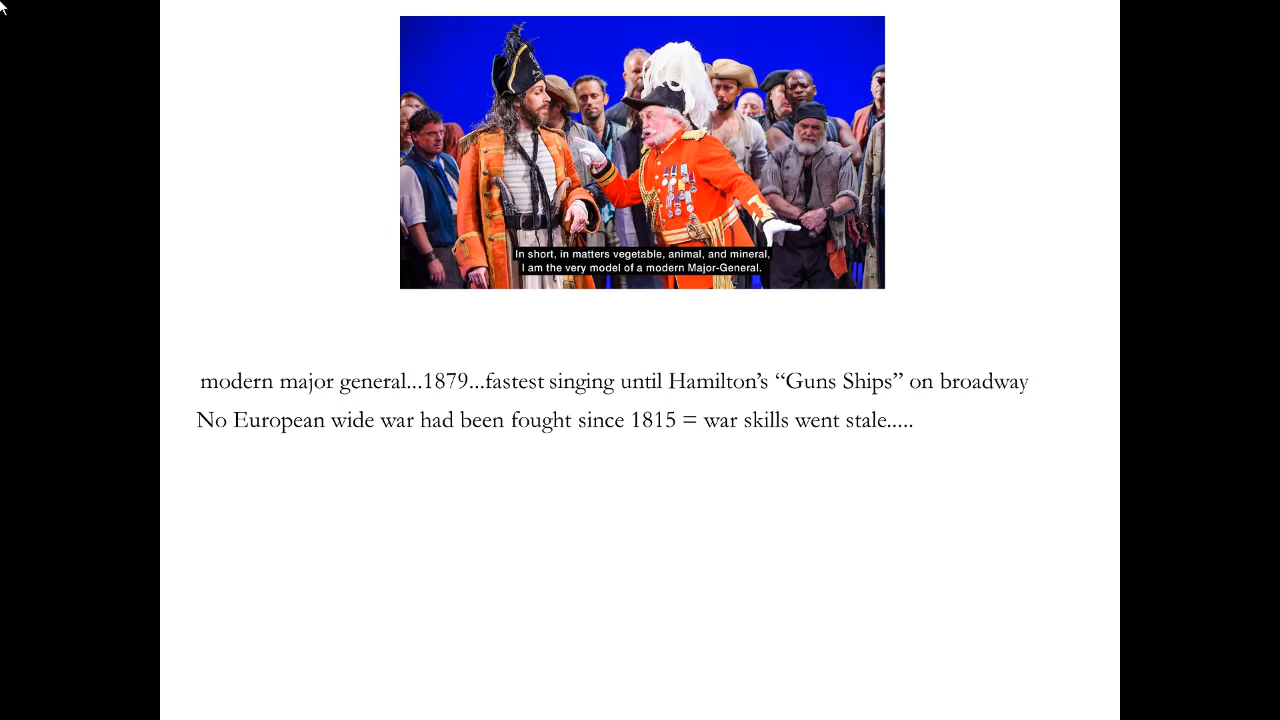 In short, in matters vegetable, animal, and mineral,
I am the very model of a modern Major-General.
modern major general...1879...fastest singing until Hamilton’s “Guns Ships” on broadway
No European wide war had been fought since 1815 = war skills went stale.....